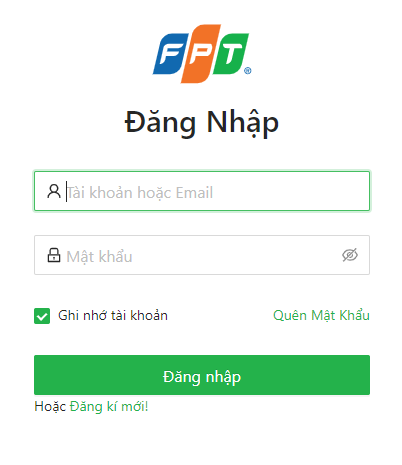 FPT®
Đăng Nhập
Tài khoản hoặc Email
Mật khẩu
Ghi nhớ tài khoản Quên Mật Khẩu
Đăng nhập
Hoặc Đăng kí mới!